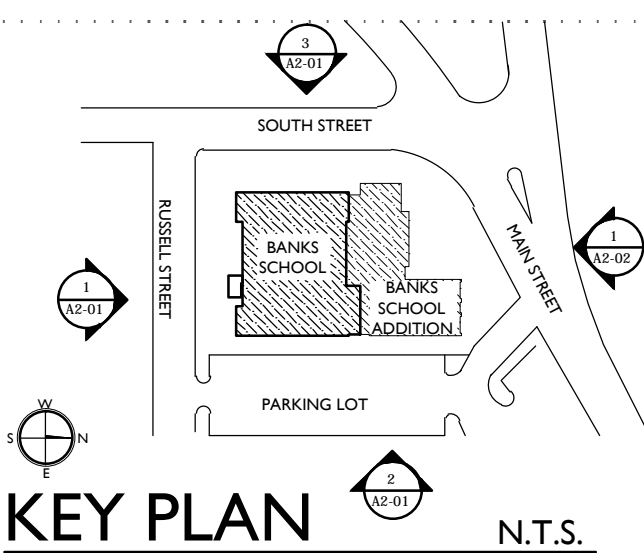 3
A2-01
SOUTH STREET
RUSSELL STREET
BANKS
SCHOOL
MAIN STREET
1
A2-02
1
A2-01
BANKS
SCHOOL
ADDITION
PARKING LOT
W
S
N
E
2
A2-01
KEY PLAN
N.T.S.